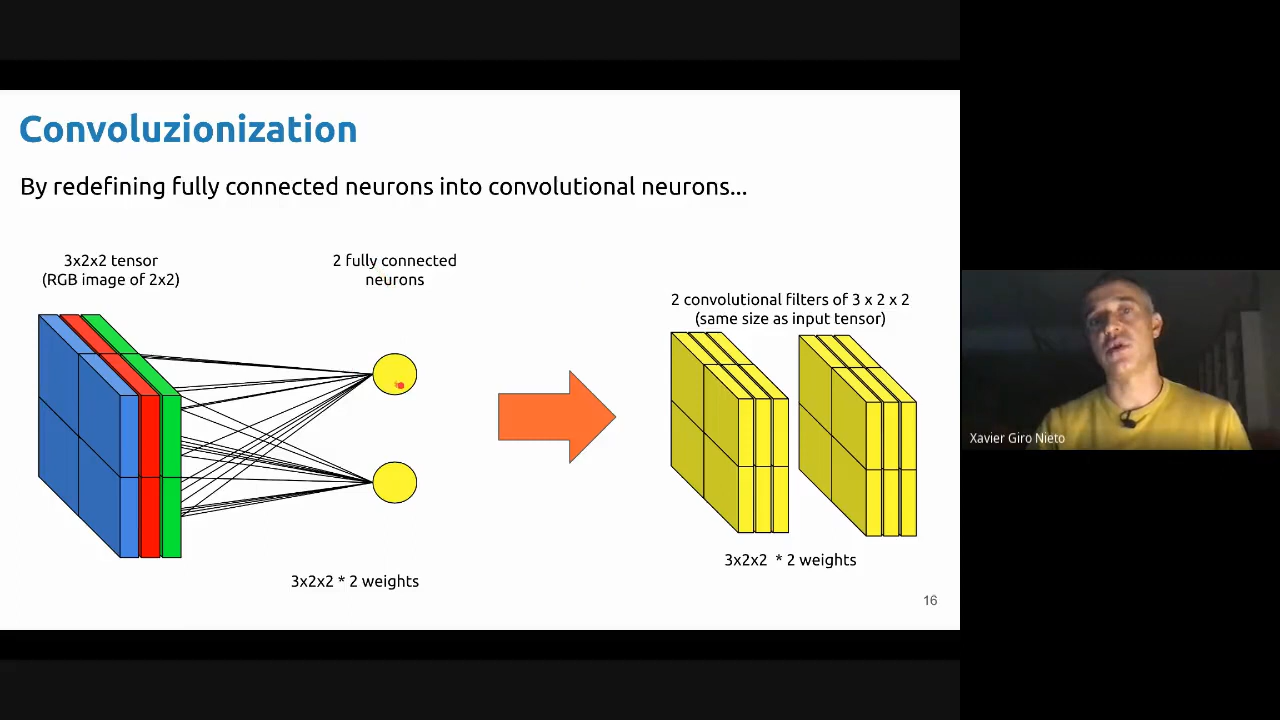 Convoluzionization
By redefining fully connected neurons into convolutional neurons...
3x2x2 tensor
(RGB image of 2x2)
2 fully connected
neurons
3x2x2 * 2 weights
2 convolutional filters of 3 x 2 x 2
(same size as input tensor)
3x2x2  * 2 weights
16
Xavier Giro Nieto